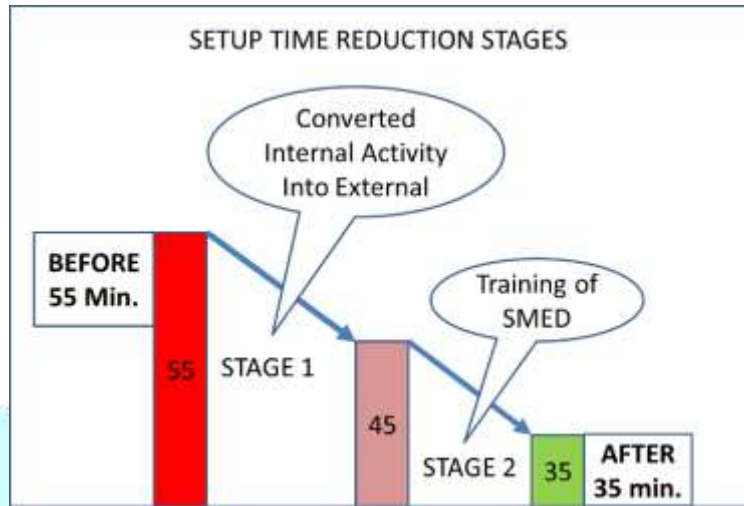 SETUP TIME REDUCTION STAGES
Converted
Internal Activity
Into External
BEFORE
55 Min.
55
STAGE 1
Training of
SMED
45
STAGE 2
35
AFTER
35 min.